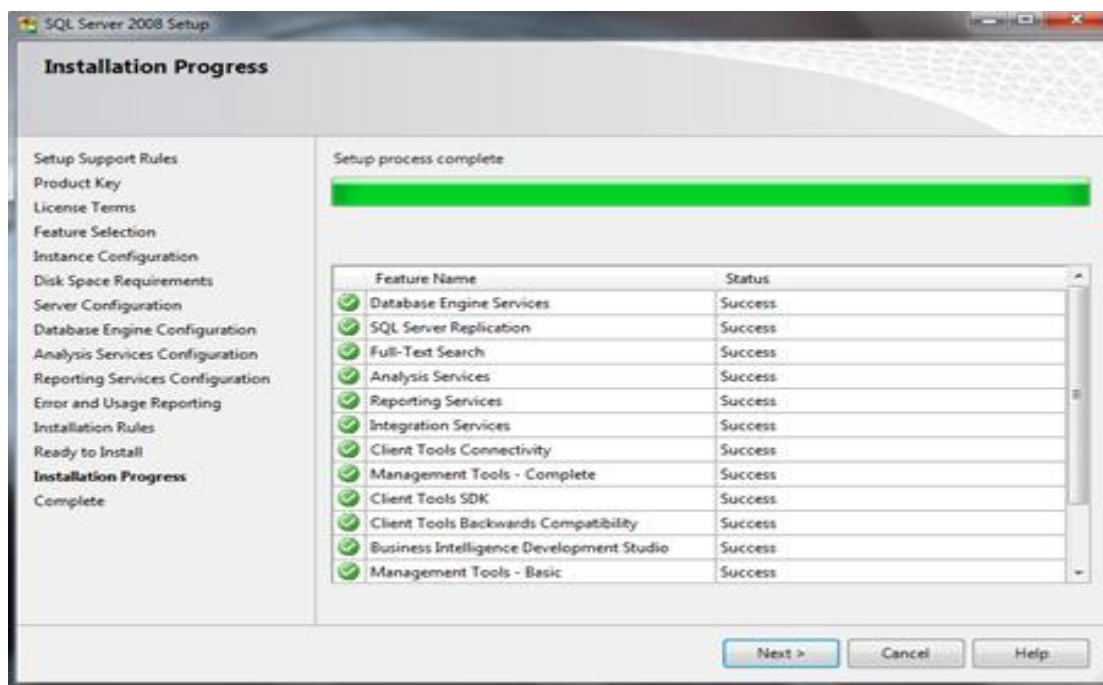 SQL Server 2008 Setup
Installation Progress
Setup Support Rules
Product Key
License Terms
Feature Selection
Instance Configuration
Disk Space Requirements
Server Configuration
Database Engine Configuration
Analysis Services Configuration
Reporting Services Configuration
Error and Usage Reporting
Installation Rules
Ready to Install
Installation Progress
Complete
Setup process complete
Feature Name Status
Database Engine Services Success
SQL Server Replication Success
Full-Text Search Success
Analysis Services Success
Reporting Services Success
Integration Services Success
Client Tools Connectivity Success
Management Tools - Complete Success
Client Tools SDK Success
Client Tools Backwards Compatibility Success
Business Intelligence Development Studio Success
Management Tools - Basic Success
Next > Cancel Help